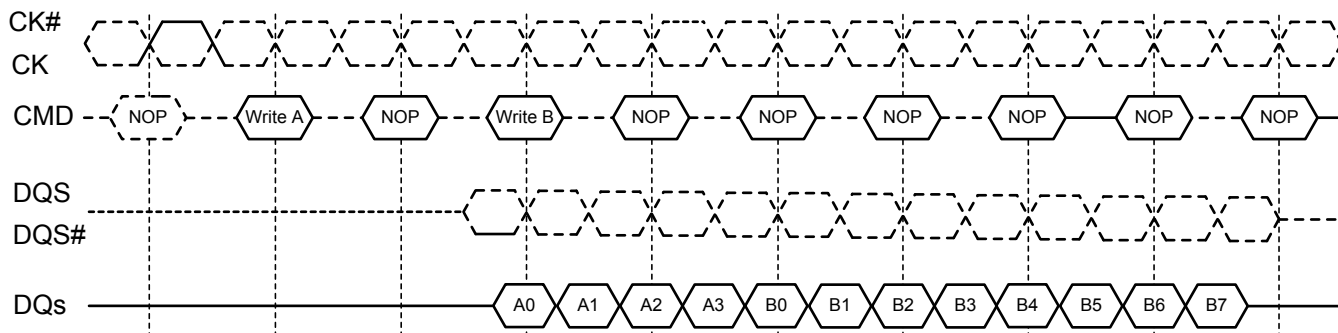 CK#
CK
CMD NOP Write A NOP Write B NOP NOP NOP NOP NOP NOP
DQS
DQS#
DQs A0 A1 A2 A3 B0 B1 B2 B3 B4 B5 B6 B7